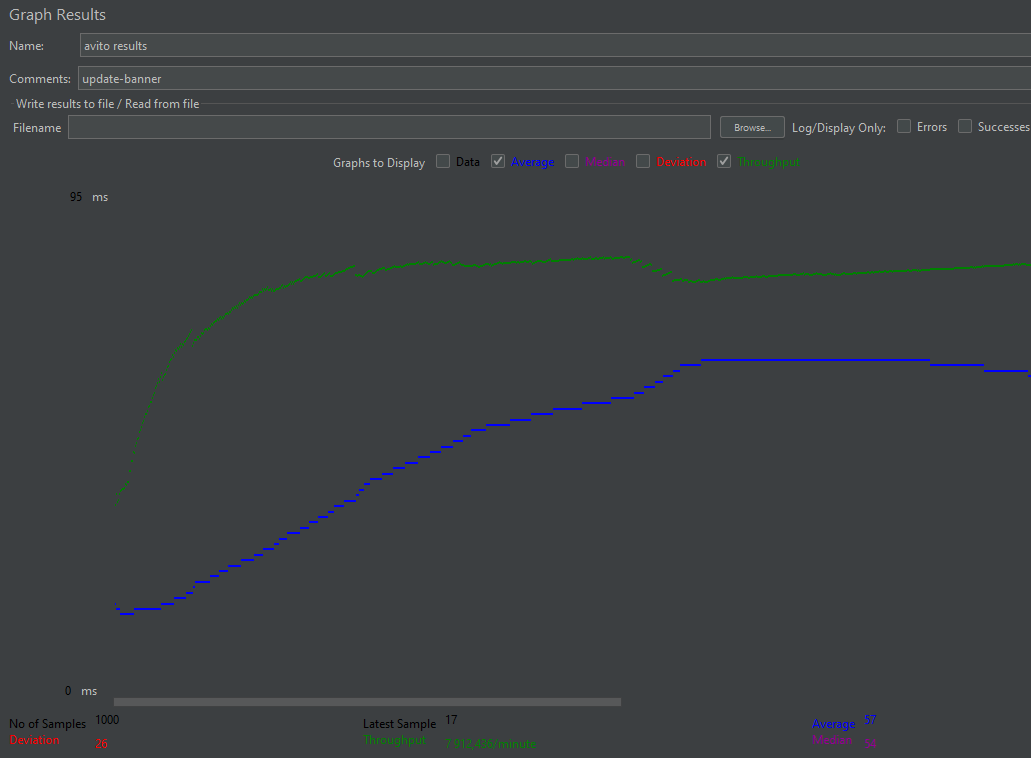 Graph Results
Name: avito results
Comments: update-banner
Write results to file / Read from file
Filename Browse... Log/Display Only: Errors Successes
Graphs to Display Data Average Median Deviation Throughput
95 ms
0 ms
No of Samples 1000 Latest Sample 17 Average 57
Deviation 26 Throughput 7 912,438/minute Median